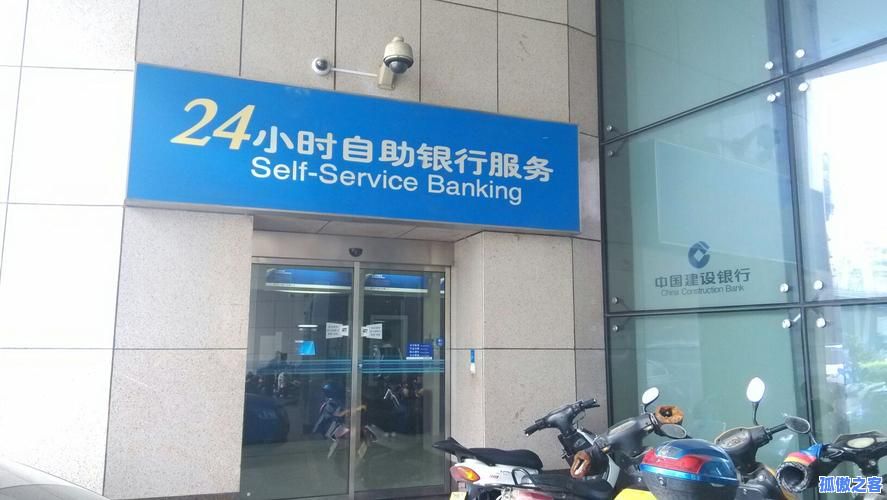 24小时自助银行服务
Self-Service Banking
中国建设银行
China Construction Bank
孤傲之客